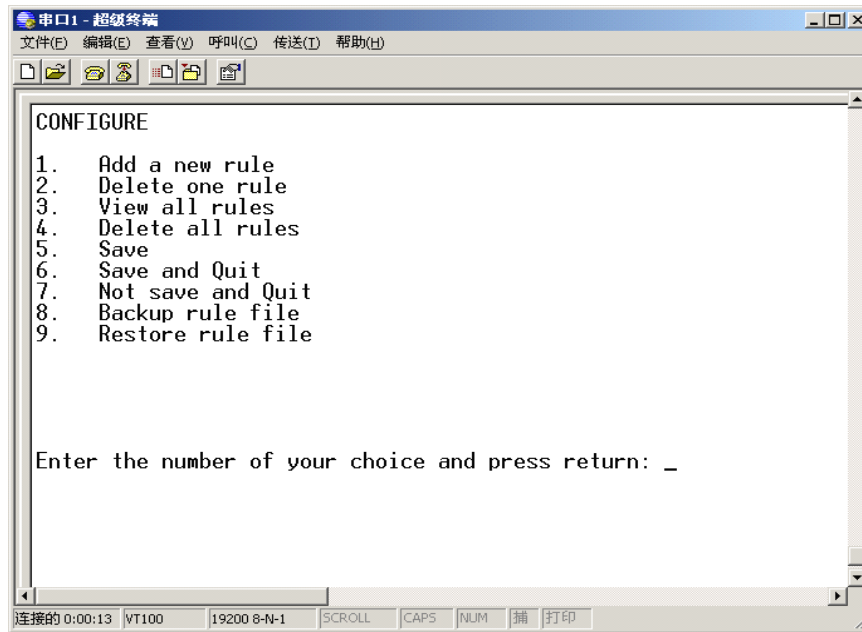 串口1 - 超级终端
文件(F) 编辑(E) 查看(V) 呼叫(C) 传送(T) 帮助(H)
CONFIGURE
1. Add a new rule
2. Delete one rule
3. View all rules
4. Delete all rules
5. Save
6. Save and Quit
7. Not save and Quit
8. Backup rule file
9. Restore rule file
Enter the number of your choice and press return: _
连接的 0:00:13 VT100 19200 8-N-1 SCROLL CAPS NUM 捕 打印